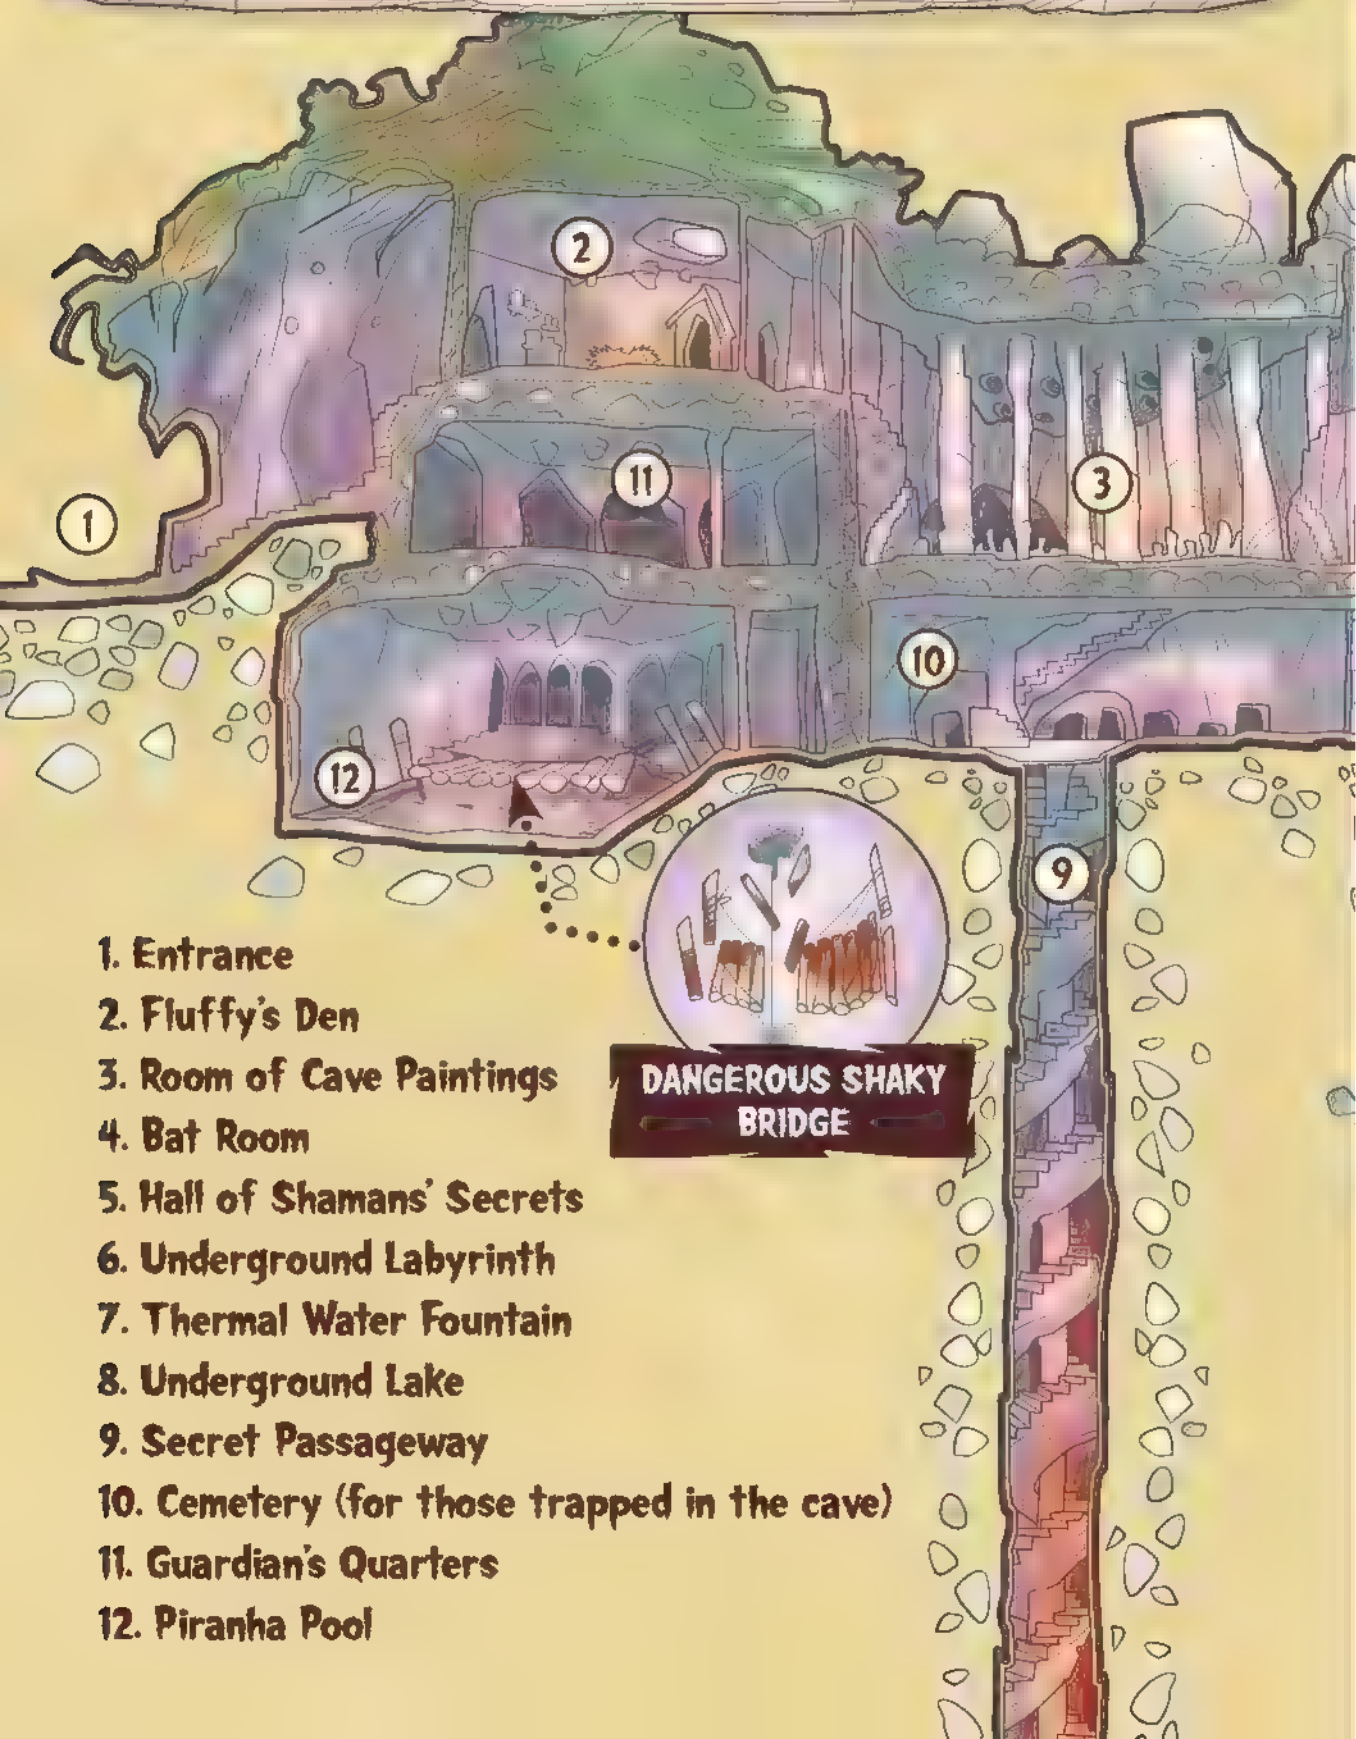 2
11
3
1
10
12
9
1. Entrance
2. Fluffy's Den
3. Room of Cave Paintings
4. Bat Room
5. Hall of Shamans' Secrets
6. Underground Labyrinth
7. Thermal Water Fountain
8. Underground Lake
9. Secret Passageway
10. Cemetery (for those trapped in the cave)
11. Guardian's Quarters
12. Piranha Pool
DANGEROUS SHAKY
BRIDGE